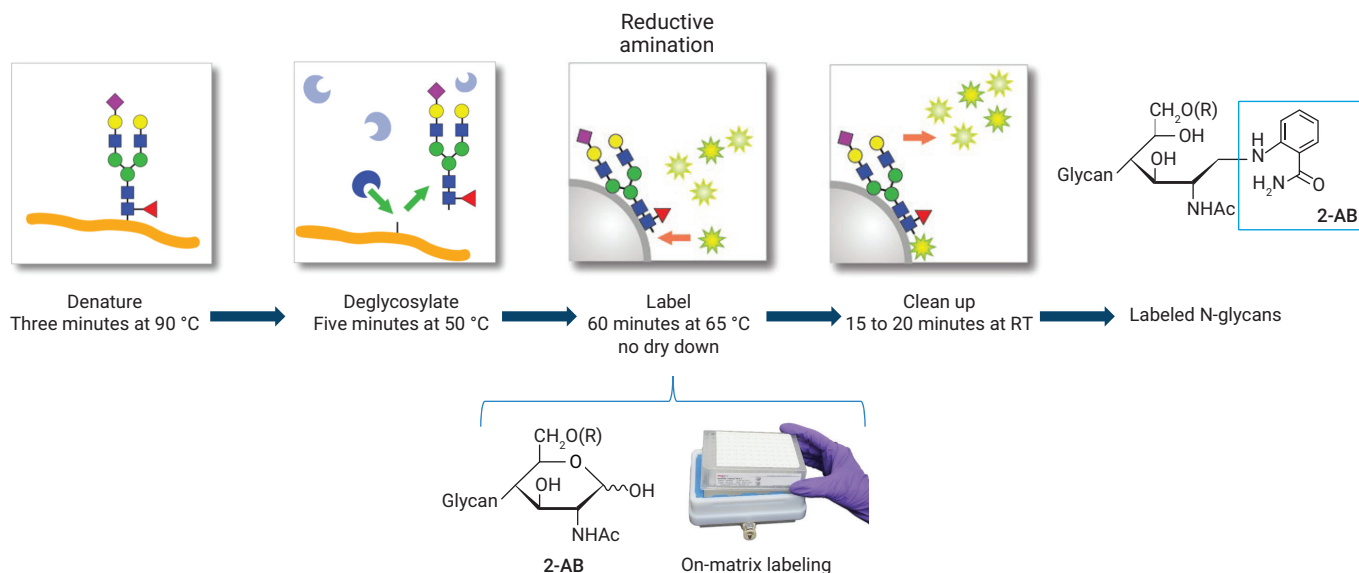 Reductive
amination
Denature
Three minutes at 90 °C
Deglycosylate
Five minutes at 50 °C
Label
60 minutes at 65 °C
no dry down
Clean up
15 to 20 minutes at RT
Labeled N-glycans
CH₂O(R)
OH
OH
Glycan
NHAc
H
N
H₂N
O
2-AB
CH₂O(R)
O
OH
OH
Glycan
NHAc
2-AB
On-matrix labeling